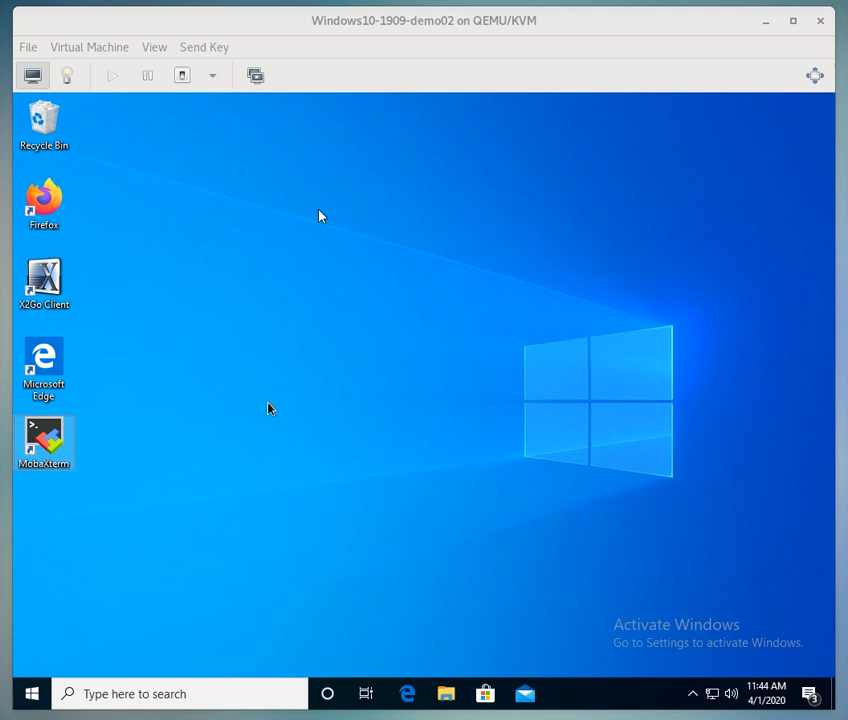 Windows10-1909-demo02 on QEMU/KVM
File Virtual Machine View Send Key
Recycle Bin
Firefox
X2Go Client
Microsoft
Edge
>_
MobaXterm
Activate Windows
Go to Settings to activate Windows.
Type here to search
11:44 AM
4/1/2020
3